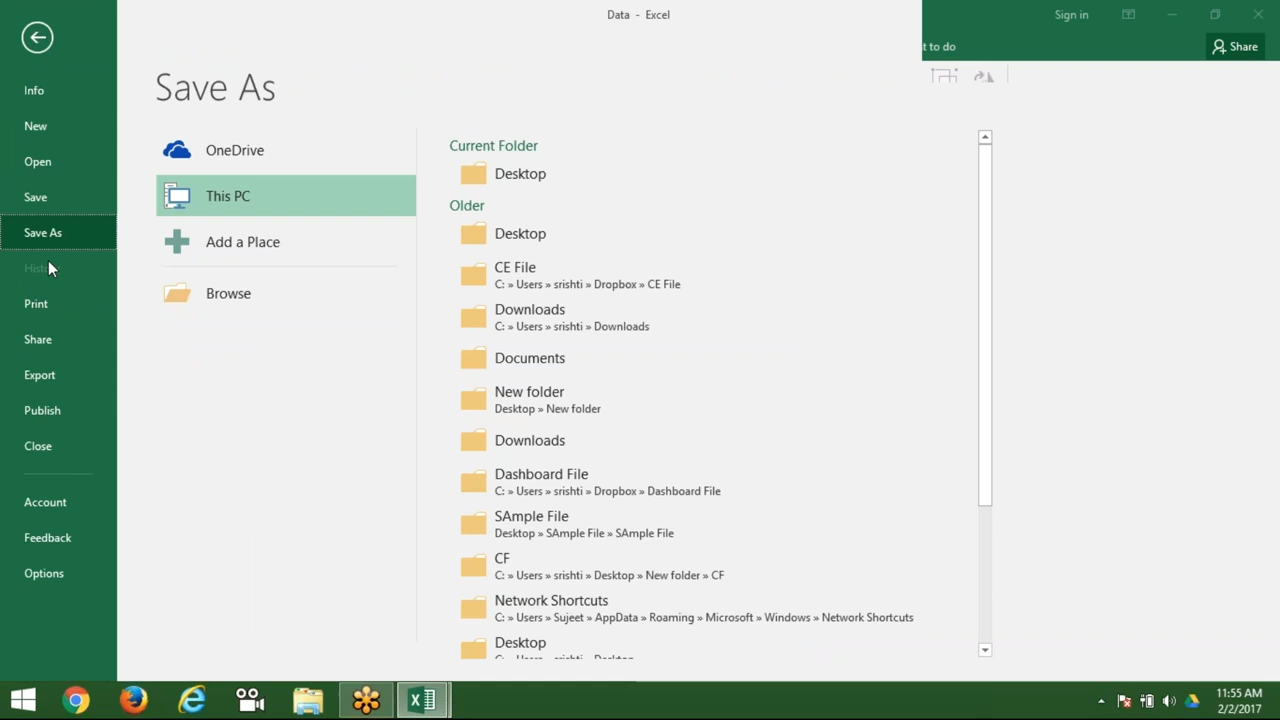 Data - Excel
Sign in
t to do
Share
Info
New
Open
Save
Save As
Print
Share
Export
Publish
Close
Account
Feedback
Options
Save As
OneDrive
This PC
Add a Place
Browse
Current Folder
Desktop
Older
Desktop
CE File
C: » Users » srishti » Dropbox » CE File
Downloads
C: » Users » srishti » Downloads
Documents
New folder
Desktop » New folder
Downloads
Dashboard File
C: » Users » srishti » Dropbox » Dashboard File
SAmple File
Desktop » SAmple File » SAmple File
CF
C: » Users » srishti » Desktop » New folder » CF
Network Shortcuts
C: » Users » Sujeet » AppData » Roaming » Microsoft » Windows » Network Shortcuts
Desktop
C: » Users » srishti » Desktop
11:55 AM
2/2/2017